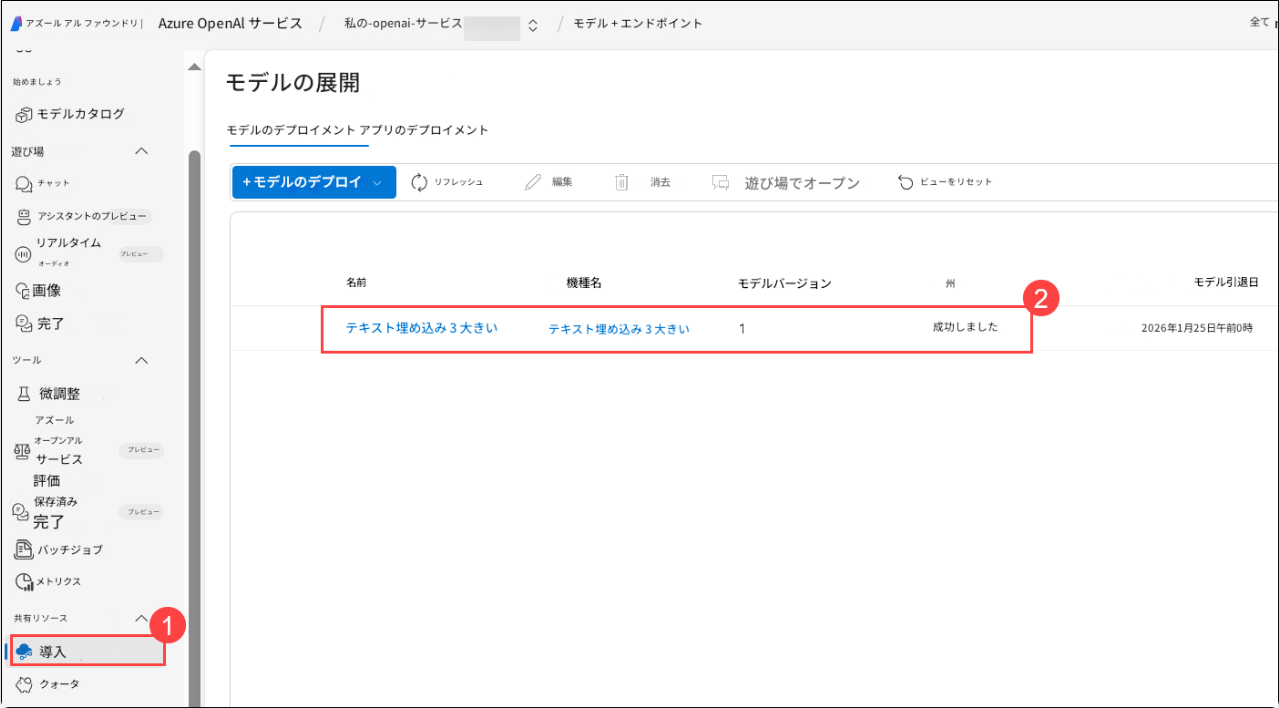 アズール アル ファウンドリ | Azure OpenAI サービス / 私の-openai-サービス / モデル + エンドポイント 全て
始めましょう
モデルカタログ
遊び場
チャット
アシスタントのプレビュー
リアルタイム
オーディオ
プレビュー
画像
完了
ツール
微調整
アズール
オープンアル
サービス
プレビュー
評価
保存済み
完了
プレビュー
バッチジョブ
メトリクス
共有リソース
1
導入
クォータ
モデルの展開
モデルのデプロイメント アプリのデプロイメント
+ モデルのデプロイ リフレッシュ 編集 消去 遊び場でオープン ビューをリセット
名前 機種名 モデルバージョン 州 モデル引退日
2
テキスト埋め込み 3 大きい テキスト埋め込み 3 大きい 1 成功しました 2026年1月25日午前0時